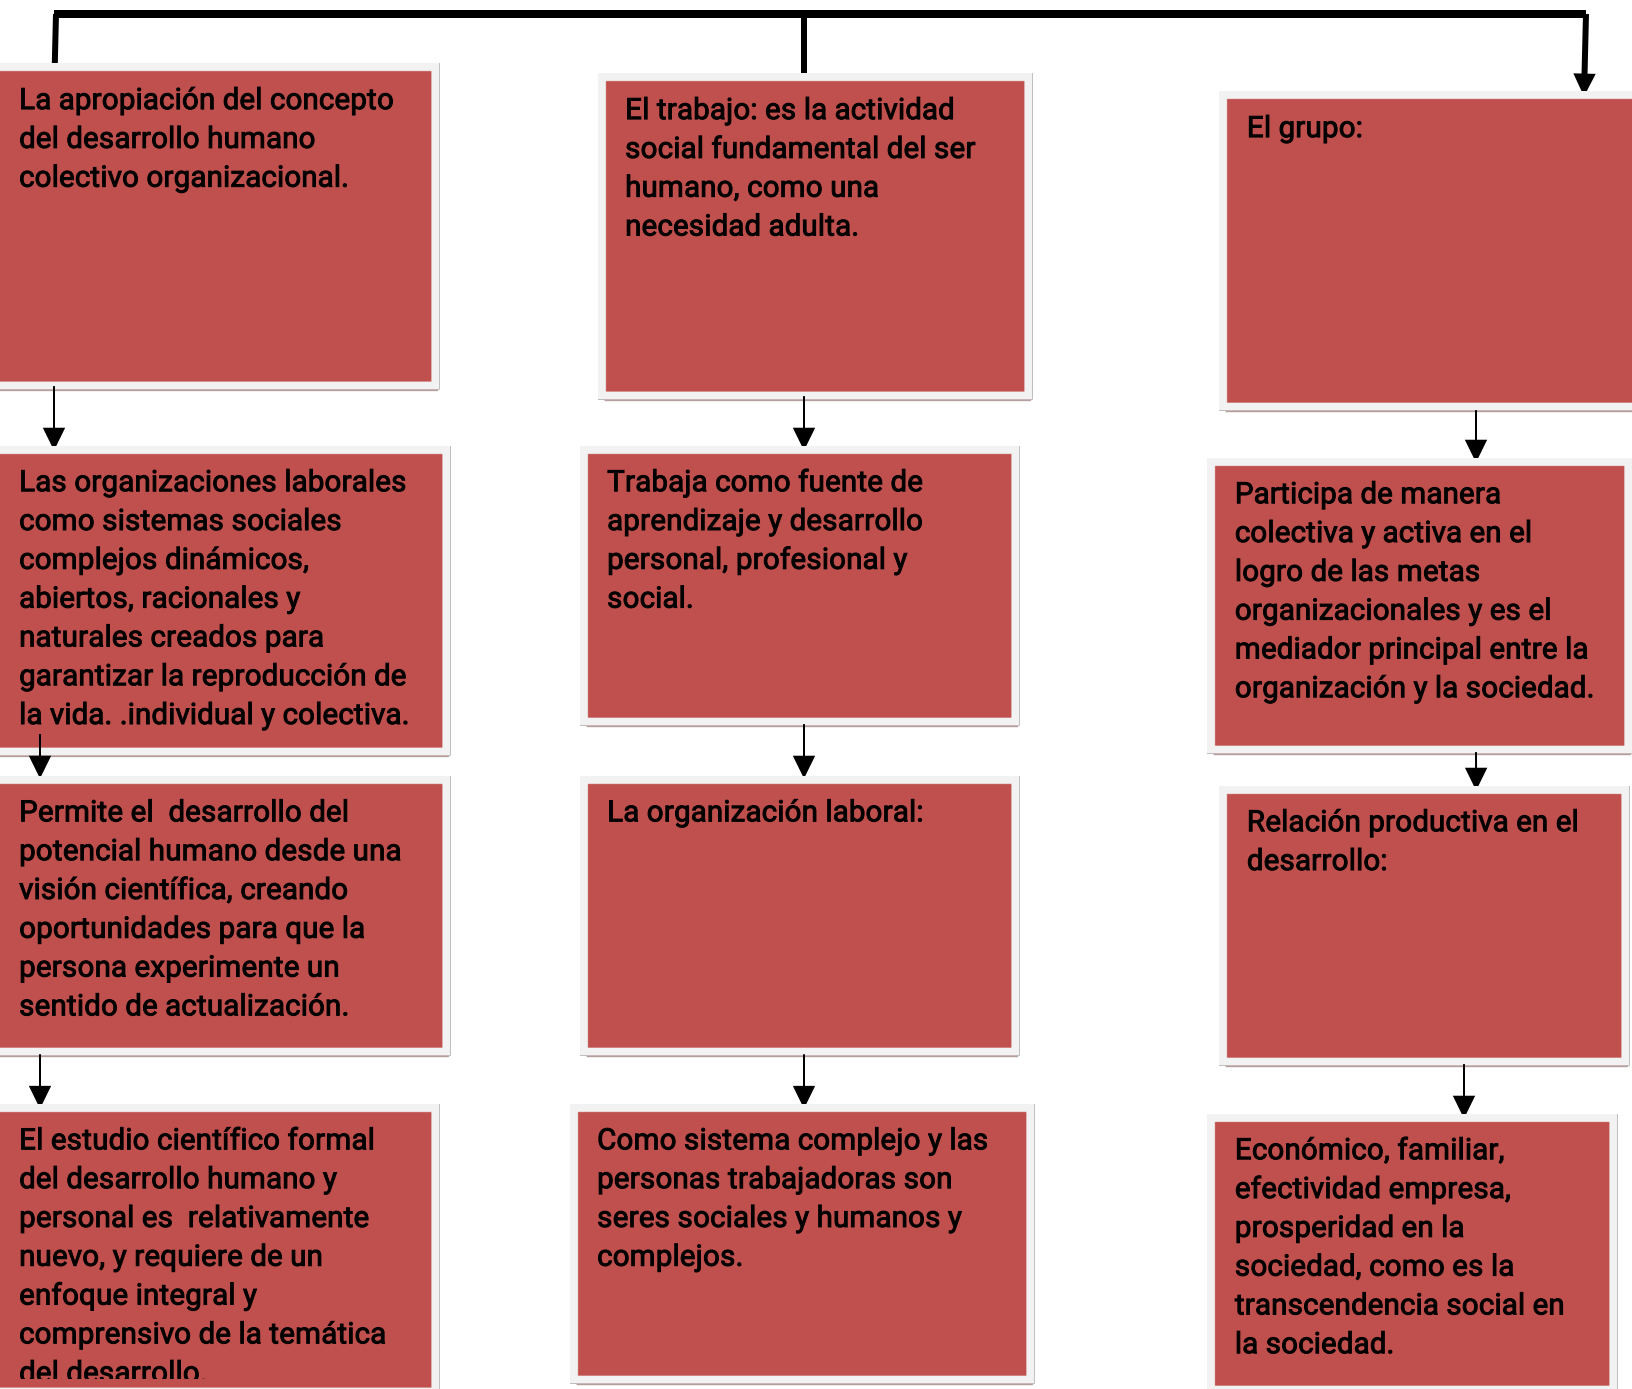 La apropiación del concepto
del desarrollo humano
colectivo organizacional.
El trabajo: es la actividad
social fundamental del ser
humano, como una
necesidad adulta.
El grupo:
Las organizaciones laborales
como sistemas sociales
complejos dinámicos,
abiertos, racionales y
naturales creados para
garantizar la reproducción de
la vida. .individual y colectiva.
Trabaja como fuente de
aprendizaje y desarrollo
personal, profesional y
social.
Participa de manera
colectiva y activa en el
logro de las metas
organizacionales y es el
mediador principal entre la
organización y la sociedad.
Permite el  desarrollo del
potencial humano desde una
visión científica, creando
oportunidades para que la
persona experimente un
sentido de actualización.
La organización laboral:
Relación productiva en el
desarrollo:
El estudio científico formal
del desarrollo humano y
personal es  relativamente
nuevo, y requiere de un
enfoque integral y
comprensivo de la temática
del desarrollo.
Como sistema complejo y las
personas trabajadoras son
seres sociales y humanos y
complejos.
Económico, familiar,
efectividad empresa,
prosperidad en la
sociedad, como es la
transcendencia social en
la sociedad.